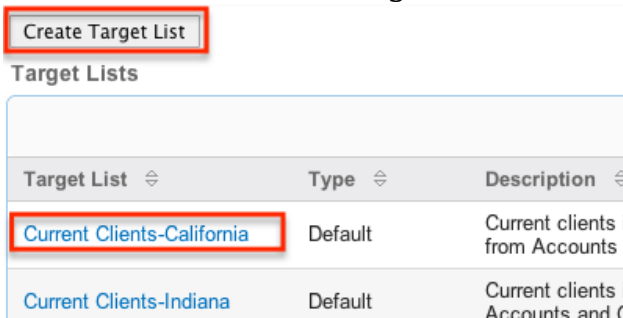 Create Target List
Target Lists
Target List Type Description
Current Clients-California Default Current clients
from Accounts
Current Clients-Indiana Default Current clients
Accounts and